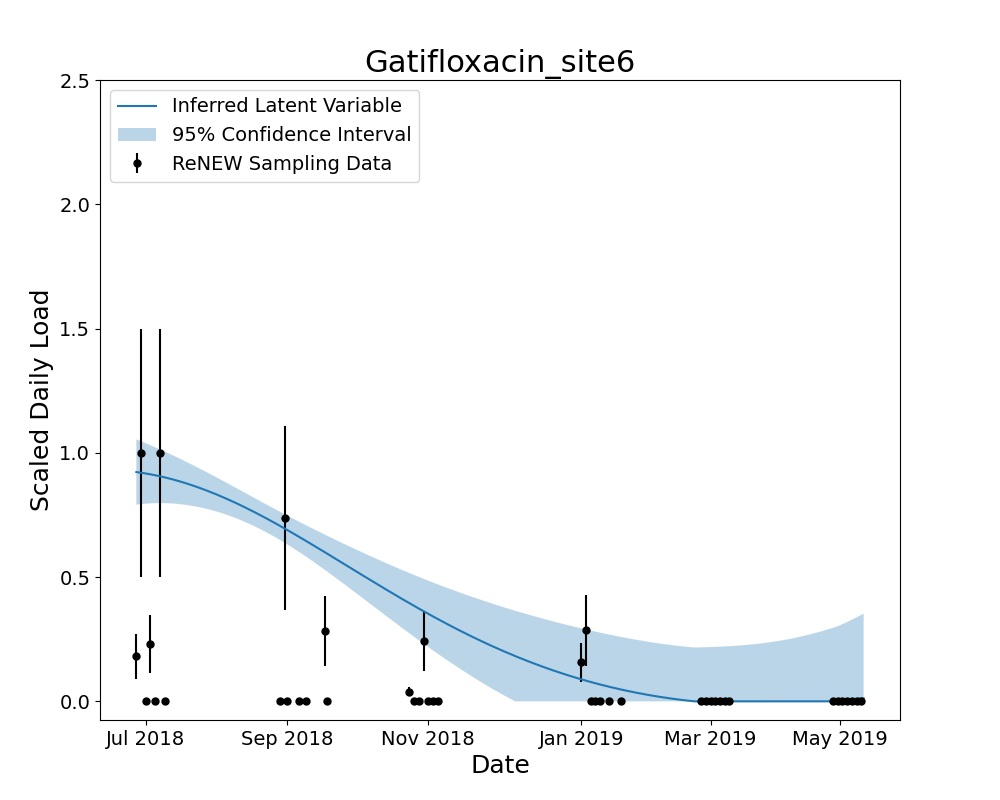 Gatifloxacin_site6
2.5
2.0
1.5
1.0
0.5
0.0
Scaled Daily Load
Inferred Latent Variable
95% Confidence Interval
ReNEW Sampling Data
Jul 2018
Sep 2018
Nov 2018
Jan 2019
Mar 2019
May 2019
Date